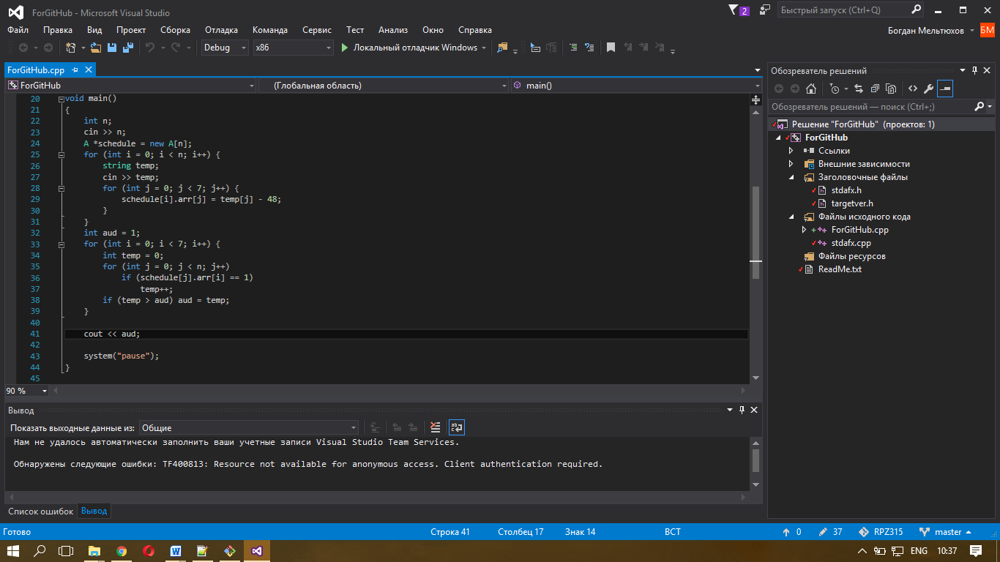 ForGitHub - Microsoft Visual Studio
2
Быстрый запуск (Ctrl+Q)
Файл Правка Вид Проект Сборка Отладка Команда Сервис Тест Анализ Окно Справка
Богдан Мельтюхов
БМ
Debug x86 Локальный отладчик Windows
ForGitHub.cpp
ForGitHub (Глобальная область) main()
20 void main()
21 {
22 int n;
23 cin >> n;
24 A *schedule = new A[n];
25 for (int i = 0; i < n; i++) {
26 string temp;
27 cin >> temp;
28 for (int j = 0; j < 7; j++) {
29 schedule[i].arr[j] = temp[j] - 48;
30 }
31 }
32 int aud = 1;
33 for (int i = 0; i < 7; i++) {
34 int temp = 0;
35 for (int j = 0; j < n; j++)
36 if (schedule[j].arr[i] == 1)
37 temp++;
38 if (temp > aud) aud = temp;
39 }
40
41 cout << aud;
42
43 system("pause");
44 }
45
90 %
Обозреватель решений
Обозреватель решений — поиск (Ctrl+;)
Решение "ForGitHub" (проектов: 1)
ForGitHub
Ссылки
Внешние зависимости
Заголовочные файлы
stdafx.h
targetver.h
Файлы исходного кода
ForGitHub.cpp
stdafx.cpp
Файлы ресурсов
ReadMe.txt
Вывод
Показать выходные данные из: Общие
Нам не удалось автоматически заполнить ваши учетные записи Visual Studio Team Services.
Обнаружены следующие ошибки: TF400813: Resource not available for anonymous access. Client authentication required.
Список ошибок Вывод
Готово Строка 41 Столбец 17 Знак 14 ВСТ 0 37 RPZ315 master
ENG 10:37